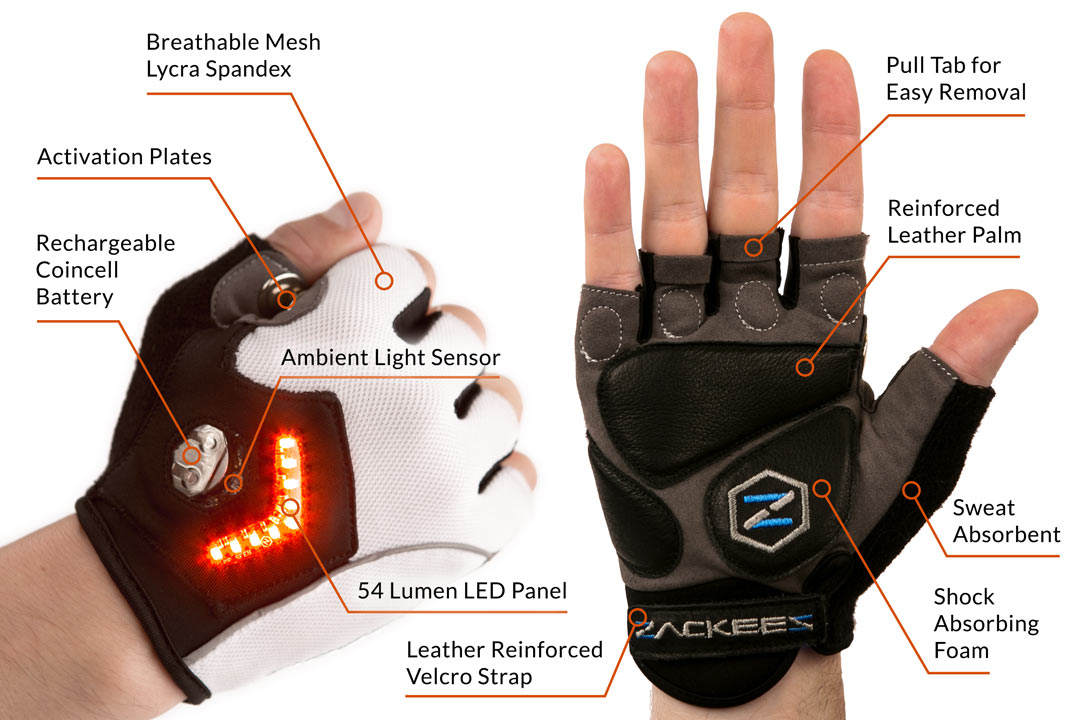 Breathable Mesh
Lycra Spandex
Activation Plates
Rechargeable
Coincell
Battery
Ambient Light Sensor
54 Lumen LED Panel
Leather Reinforced
Velcro Strap
Pull Tab for
Easy Removal
Reinforced
Leather Palm
Sweat
Absorbent
Shock
Absorbing
Foam
ZACKEES